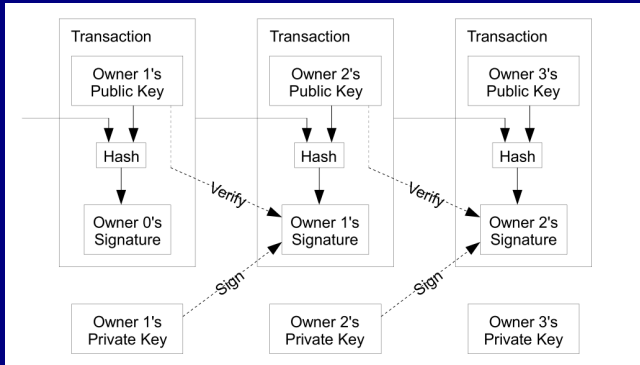 Transaction
Transaction
Transaction
Owner 1's
Public Key
Owner 2's
Public Key
Owner 3's
Public Key
Hash
Hash
Hash
Verify
Verify
Owner 0's
Signature
Owner 1's
Signature
Owner 2's
Signature
Sign
Sign
Owner 1's
Private Key
Owner 2's
Private Key
Owner 3's
Private Key